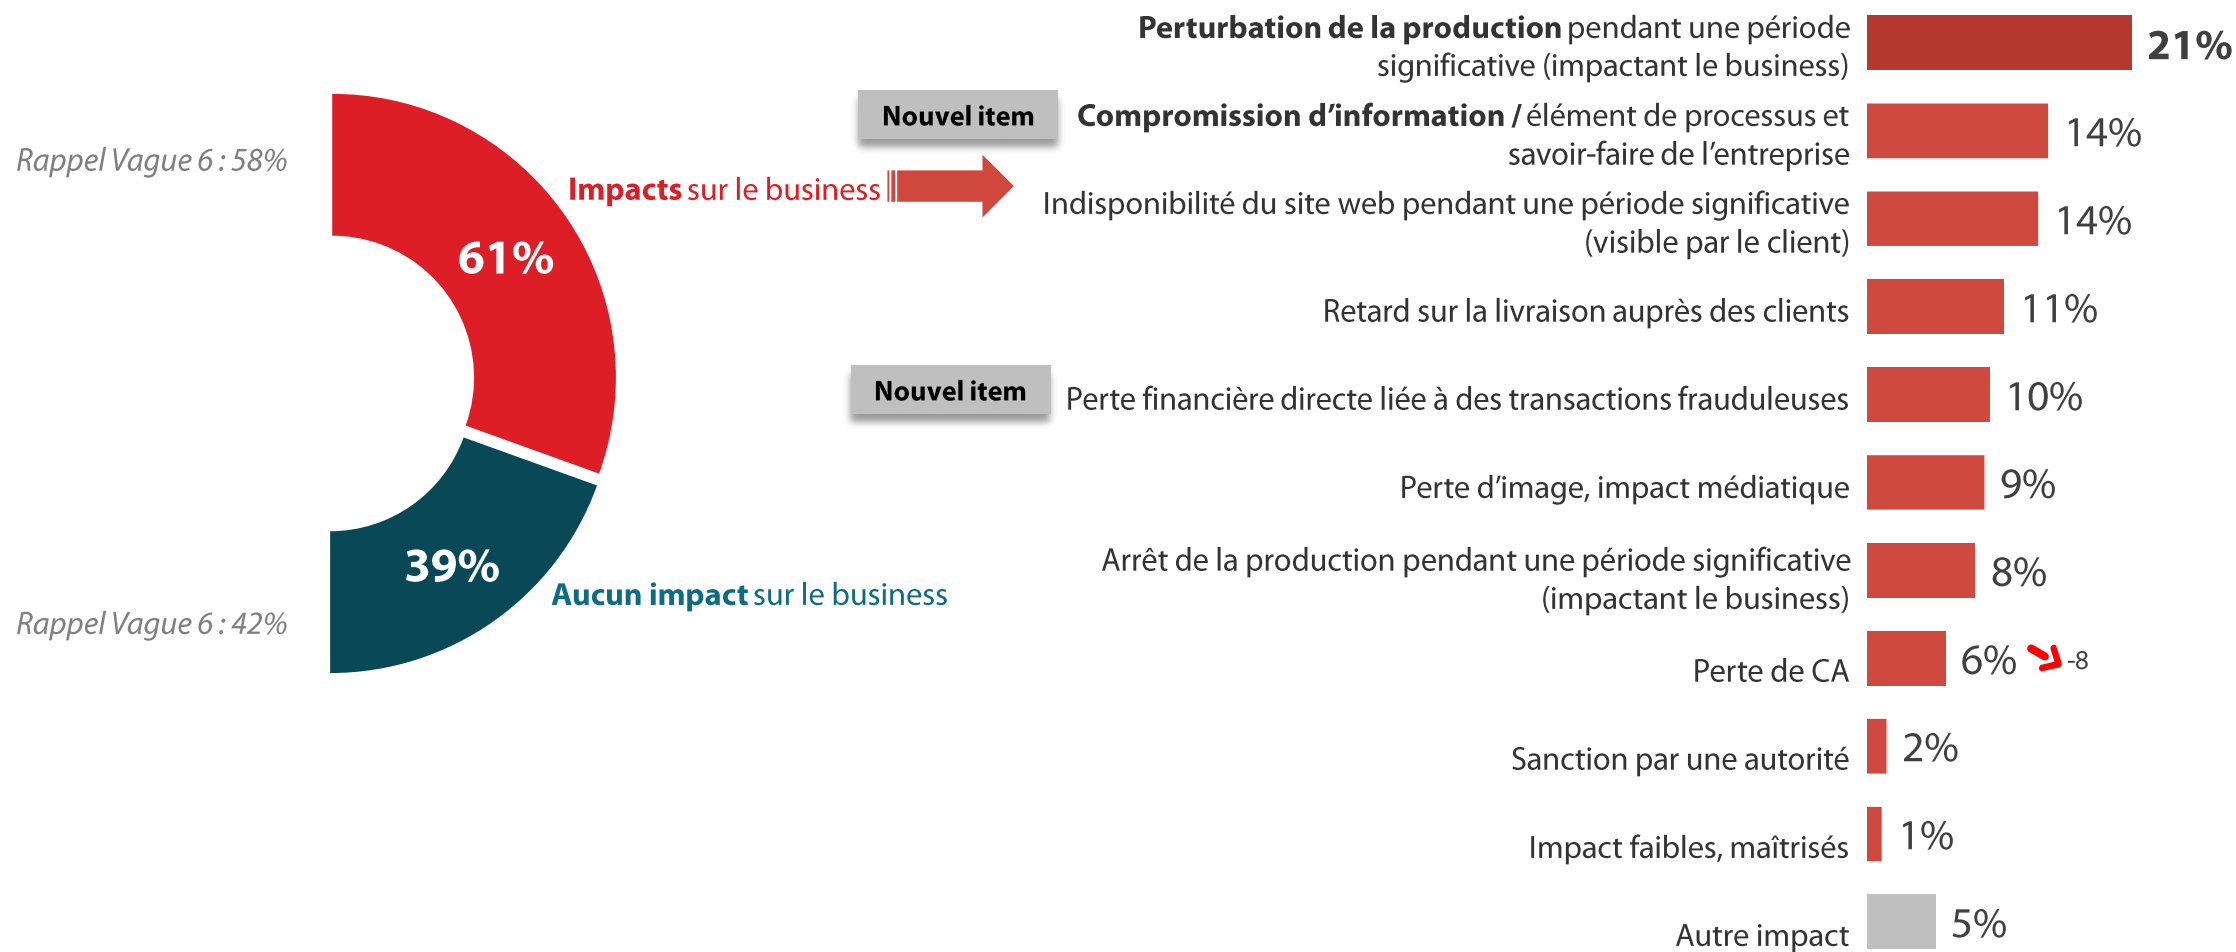 Rappel Vague 6 : 58%
61%
Impacts sur le business
39%
Aucun impact sur le business
Rappel Vague 6 : 42%
Perturbation de la production pendant une période
significative (impactant le business)
21%
Nouvel item
Compromission d’information / élément de processus et
savoir-faire de l’entreprise
14%
Indisponibilité du site web pendant une période significative
(visible par le client)
14%
Retard sur la livraison auprès des clients
11%
Nouvel item
Perte financière directe liée à des transactions frauduleuses
10%
Perte d’image, impact médiatique
9%
Arrêt de la production pendant une période significative
(impactant le business)
8%
Perte de CA
6%
-8
Sanction par une autorité
2%
Impact faibles, maîtrisés
1%
Autre impact
5%